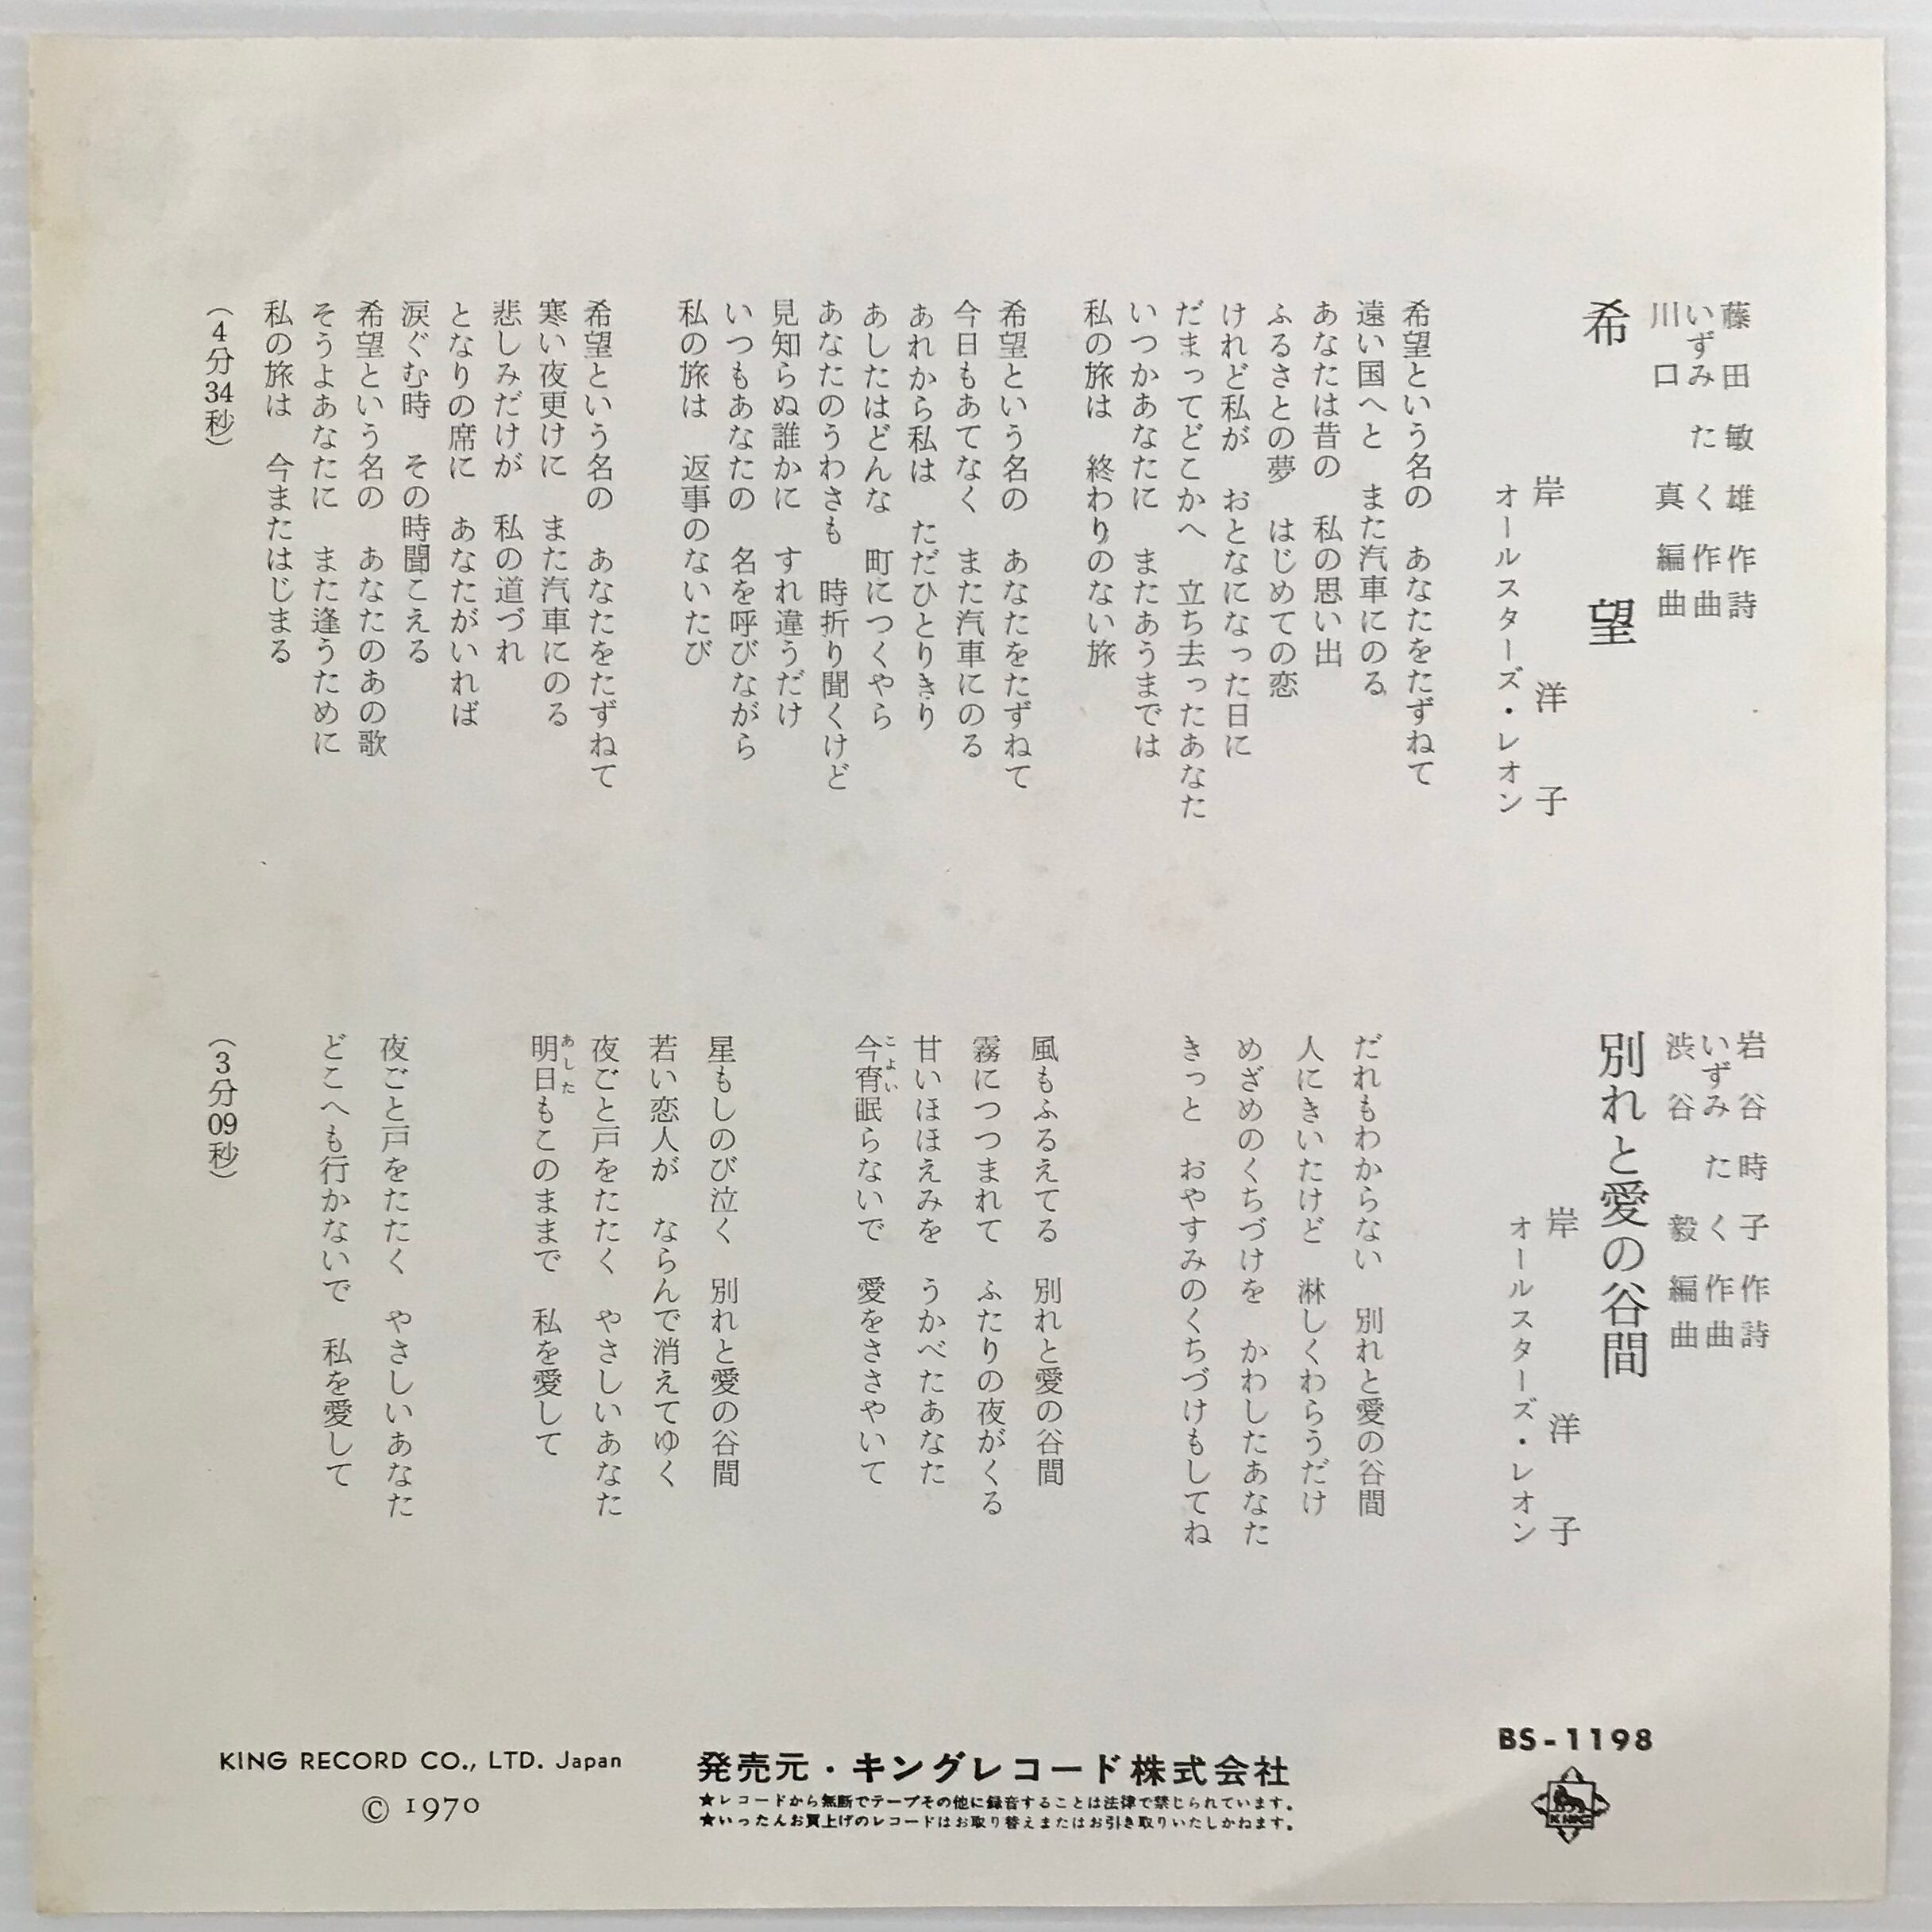 藤田敏雄 作詩
いずみたく 作曲
川口 真 編曲
希望
岸洋子
オールスターズ・レオン
希望という名の　あなたをたずねて
遠い国へと　また汽車にのる
あなたは昔の　私の思い出
ふるさとの夢　はじめての恋
けれど私が　おとなになった日に
だまってどこかへ　立ち去ったあなた
いつかあなたに　またあうまでは
私の旅は　終わりのない旅
希望という名の　あなたをたずねて
今日もあてなく　また汽車にのる
あれから私は　ただひとりきり
あしたはどんな　町につくやら
あなたのうわさも　時折り聞くけど
見知らぬ誰かに　すれ違うだけ
いつもあなたの　名を呼びながら
私の旅は　返事のないたび
希望という名の　あなたをたずねて
寒い夜更けに　また汽車にのる
悲しみだけが　私の道づれ
となりの席に　あなたがいれば
涙ぐむ時　その時聞こえる
希望という名の　あなたのあの歌
そうよあなたに　また逢うために
私の旅は　今またはじまる
（4分34秒）
岩谷時子 作詩
いずみたく 作曲
渋谷 毅 編曲
別れと愛の谷間
岸洋子
オールスターズ・レオン
だれもわからない　別れと愛の谷間
人にきいたけど　淋しくわらうだけ
めざめのくちづけを　かわしたあなた
きっと　おやすみのくちづけもしてね
風もふるえてる　別れと愛の谷間
霧につつまれて　ふたりの夜がくる
甘いほほえみを　うかべたあなた
今宵眠らないで　愛をささやいて
こよい
星もしのび泣く　別れと愛の谷間
若い恋人が　ならんで消えてゆく
夜ごと戸をたたく　やさしいあなた
明日もこのままで　私を愛して
あした
夜ごと戸をたたく　やさしいあなた
どこへも行かないで　私を愛して
（3分09秒）
BS-1198
KING
発売元・キングレコード株式会社
★レコードから無断でテープその他に録音することは法律で禁じられています。
★いったんお買上げのレコードはお取り替えまたはお引き取りいたしかねます。
KING RECORD CO., LTD. Japan
© 1970